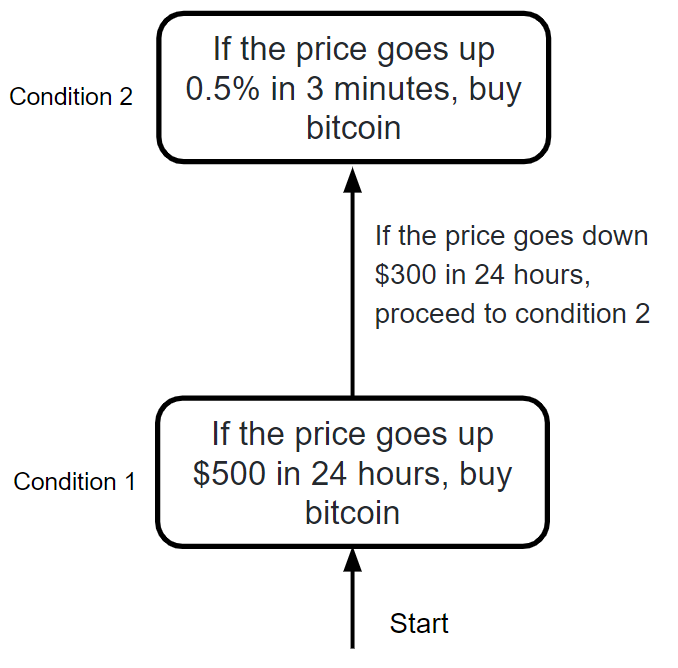 If the price goes up
0.5% in 3 minutes, buy
bitcoin
Condition 2
If the price goes down
$300 in 24 hours,
proceed to condition 2
If the price goes up
$500 in 24 hours, buy
bitcoin
Condition 1
Start